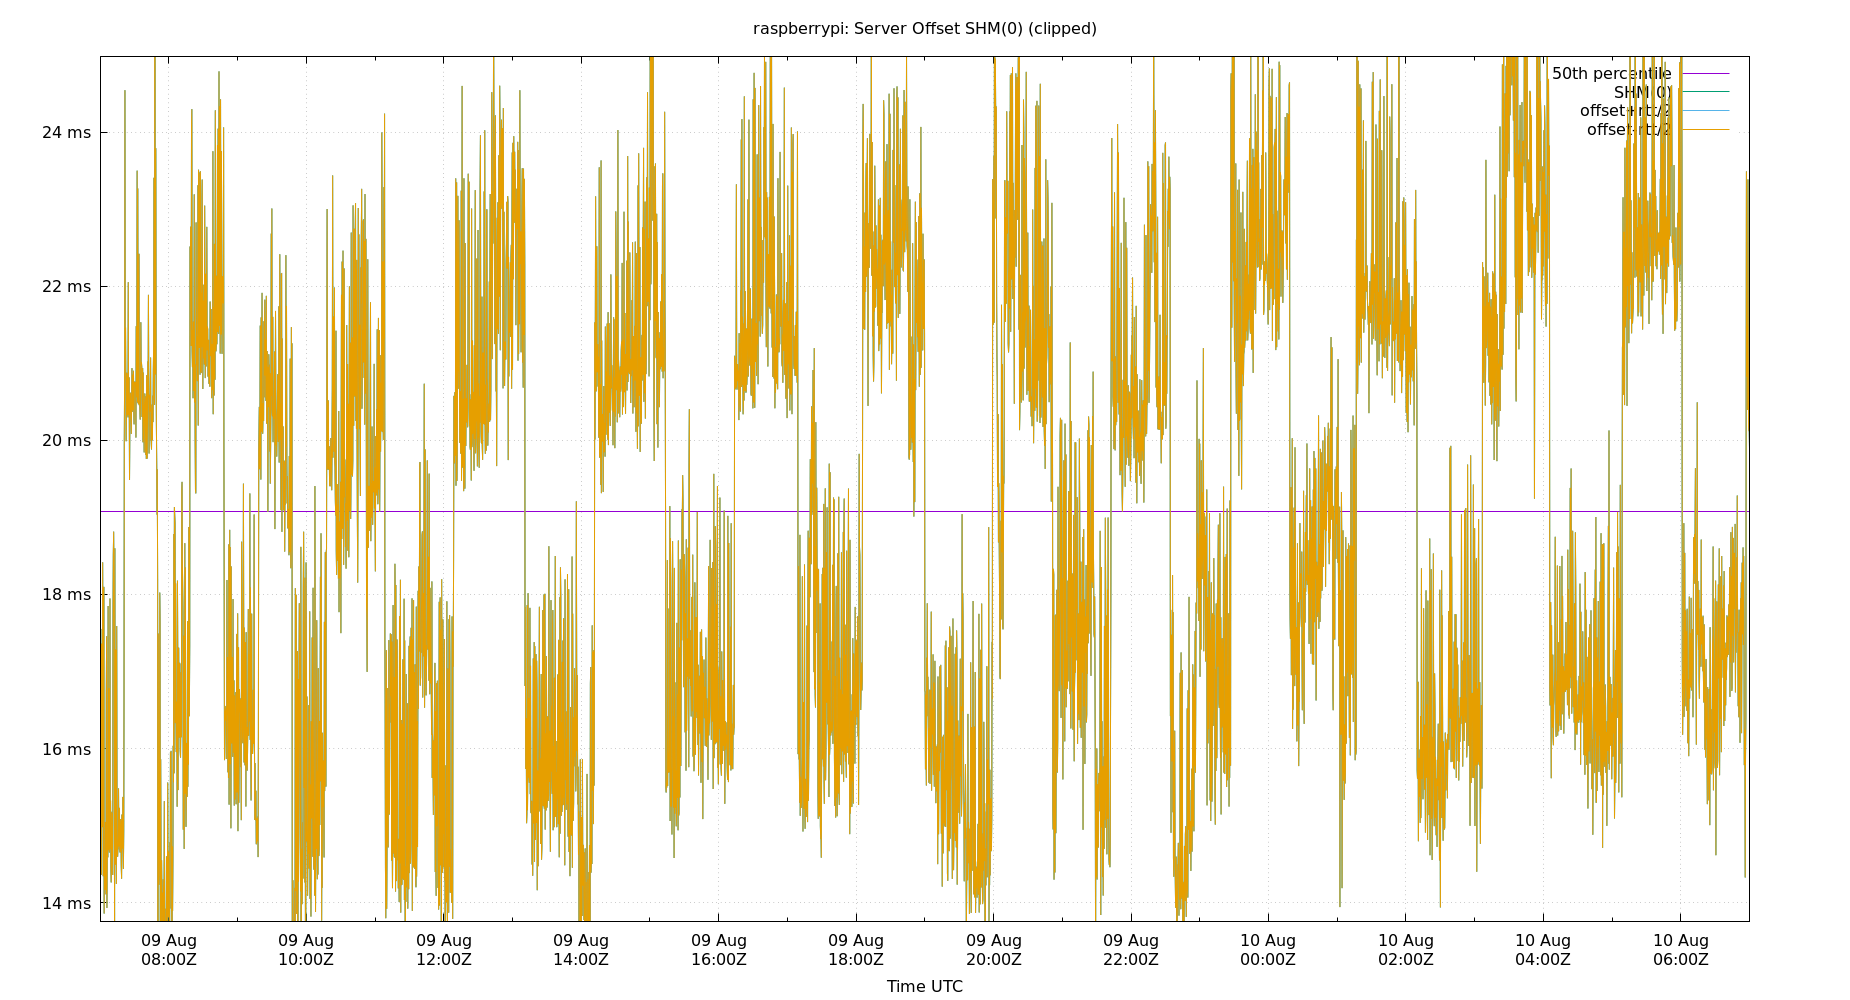 raspberrypi: Server Offset SHM(0) (clipped)
50th percentile
SHM(0)
offset+rtt/2
offset-rtt/2
24 ms
22 ms
20 ms
18 ms
16 ms
14 ms
09 Aug 09 Aug 09 Aug 09 Aug 09 Aug 09 Aug 09 Aug 09 Aug 10 Aug 10 Aug 10 Aug 10 Aug
08:00Z 10:00Z 12:00Z 14:00Z 16:00Z 18:00Z 20:00Z 22:00Z 00:00Z 02:00Z 04:00Z 06:00Z
Time UTC